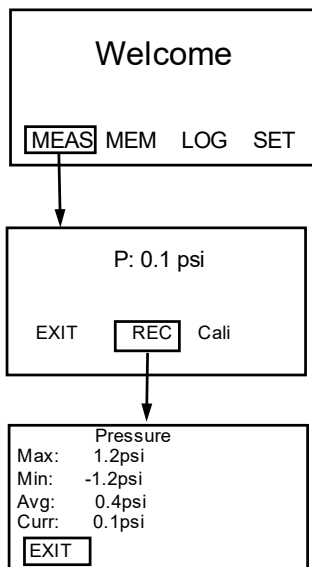 Welcome
MEAS MEM LOG SET
P: 0.1 psi
EXIT REC Cali
Pressure
Max: 1.2psi
Min: -1.2psi
Avg: 0.4psi
Curr: 0.1psi
EXIT